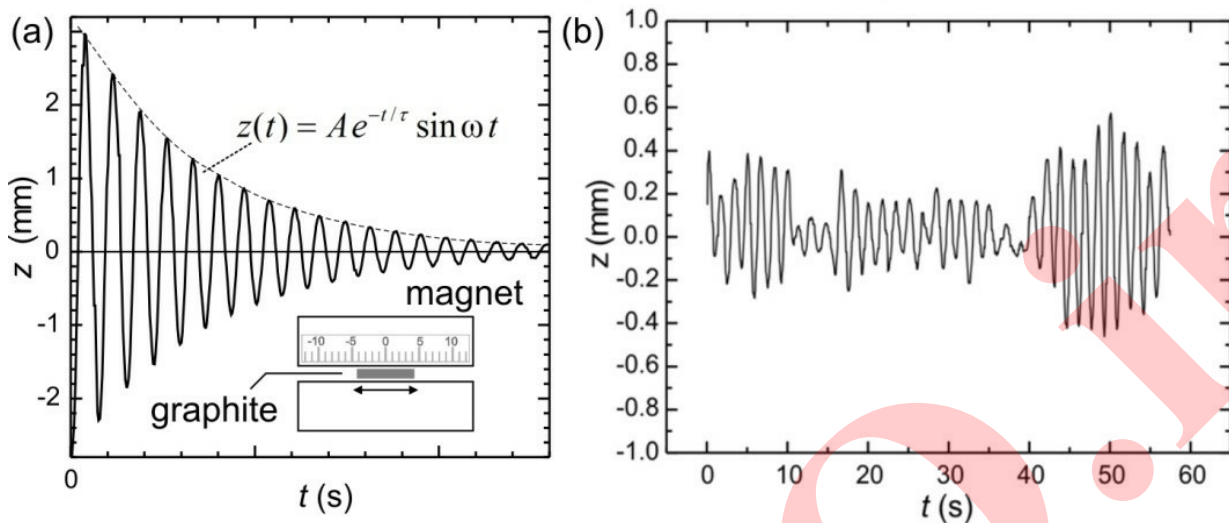 (a)
2
1
0
-1
-2
z (mm)
z(t) = Ae^{-t/τ} sin ωt
magnet
-10 -5 0 5 10
graphite
0
t (s)
(b)
1.0
0.8
0.6
0.4
0.2
0.0
-0.2
-0.4
-0.6
-0.8
-1.0
z (mm)
0 10 20 30 40 50 60
t (s)